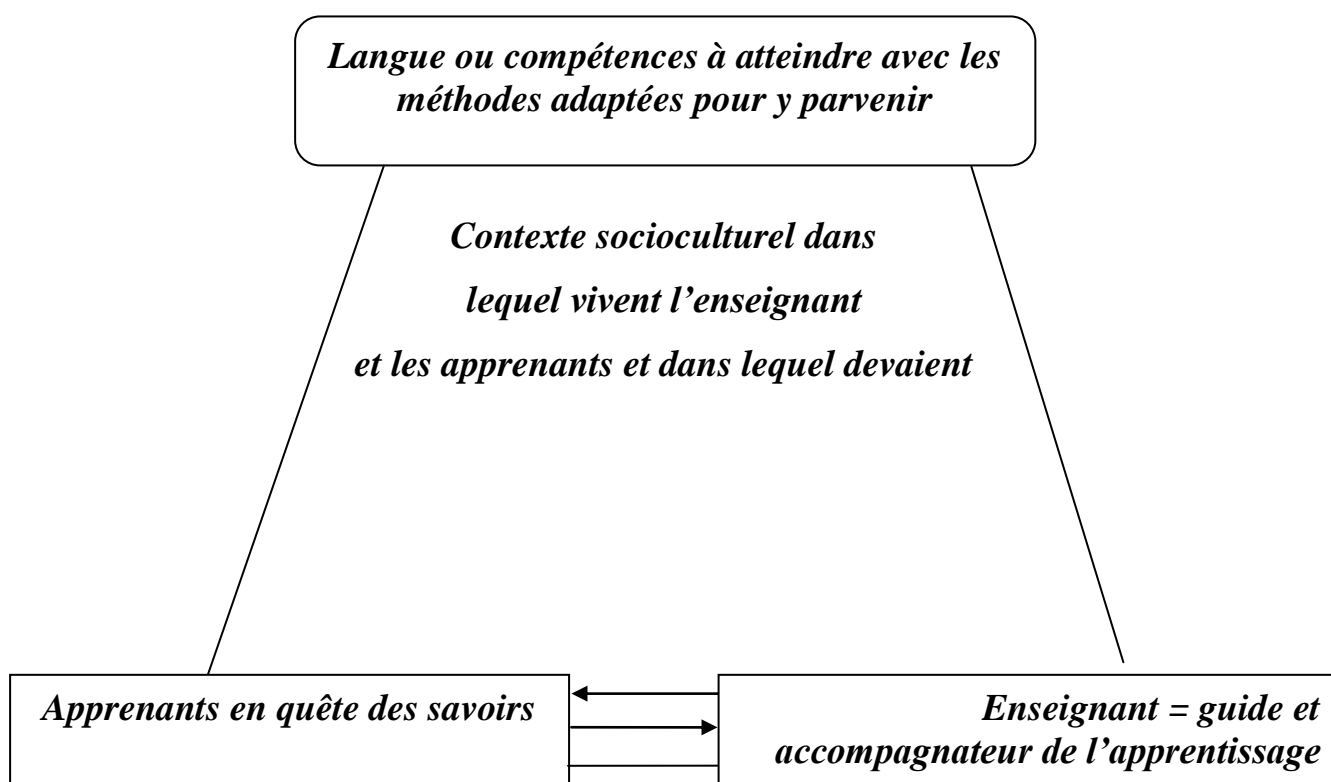 Langue ou compétences à atteindre avec les
méthodes adaptées pour y parvenir
Contexte socioculturel dans
lequel vivent l’enseignant
et les apprenants et dans lequel devaient
Apprenants en quête des savoirs
Enseignant = guide et
accompagnateur de l’apprentissage